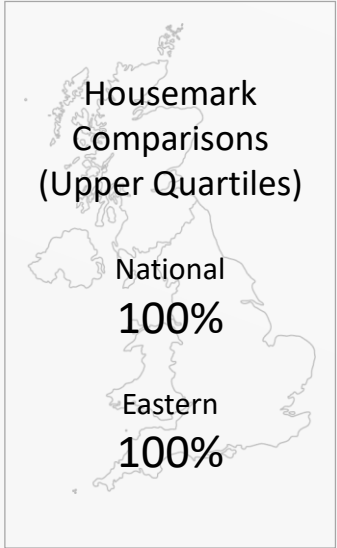 Housemark
Comparisons
(Upper Quartiles)
National
100%
Eastern
100%